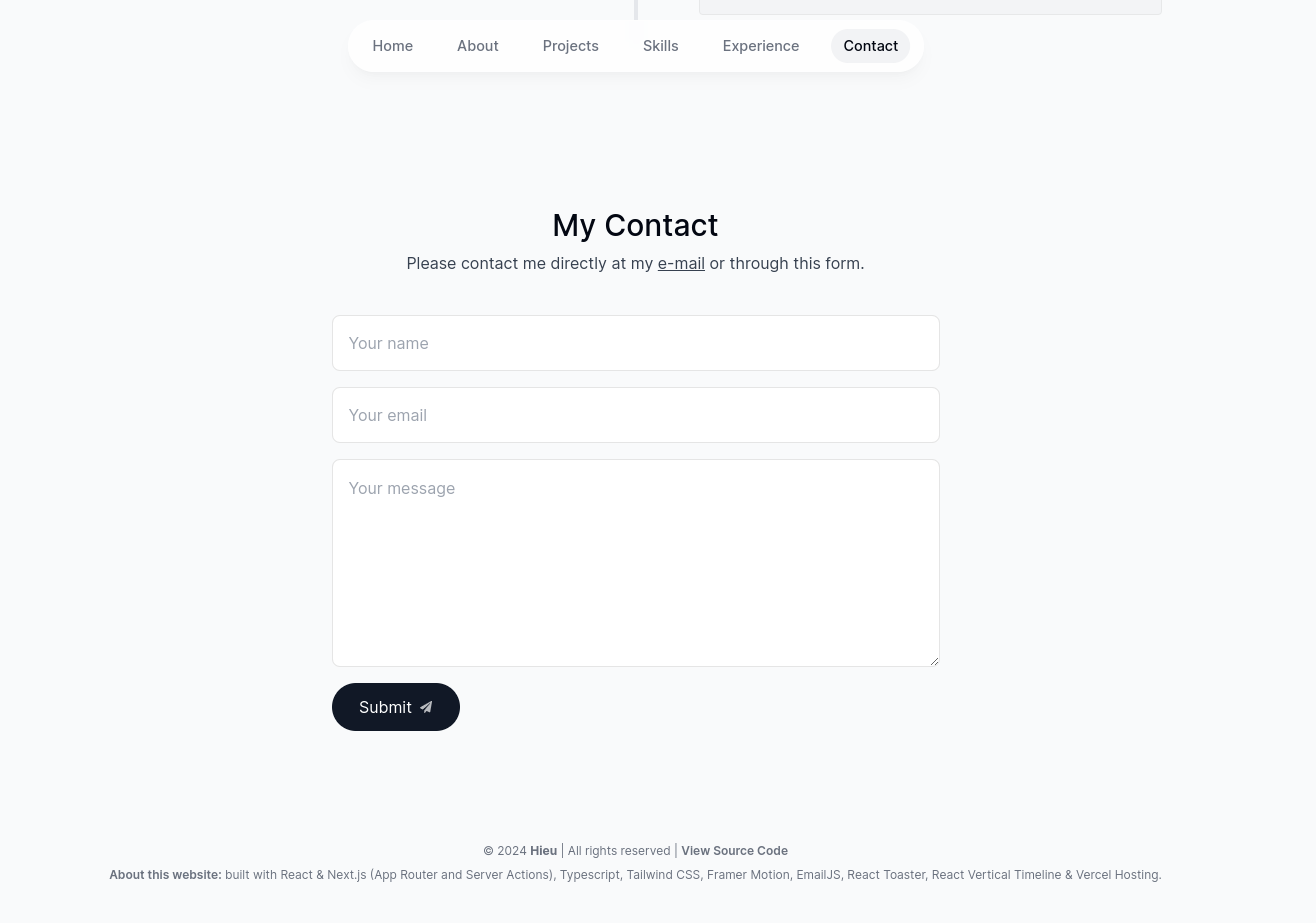 Home About Projects Skills Experience Contact
My Contact
Please contact me directly at my e-mail or through this form.
Your name
Your email
Your message
Submit
© 2024 Hieu | All rights reserved | View Source Code
About this website: built with React & Next.js (App Router and Server Actions), Typescript, Tailwind CSS, Framer Motion, EmailJS, React Toaster, React Vertical Timeline & Vercel Hosting.